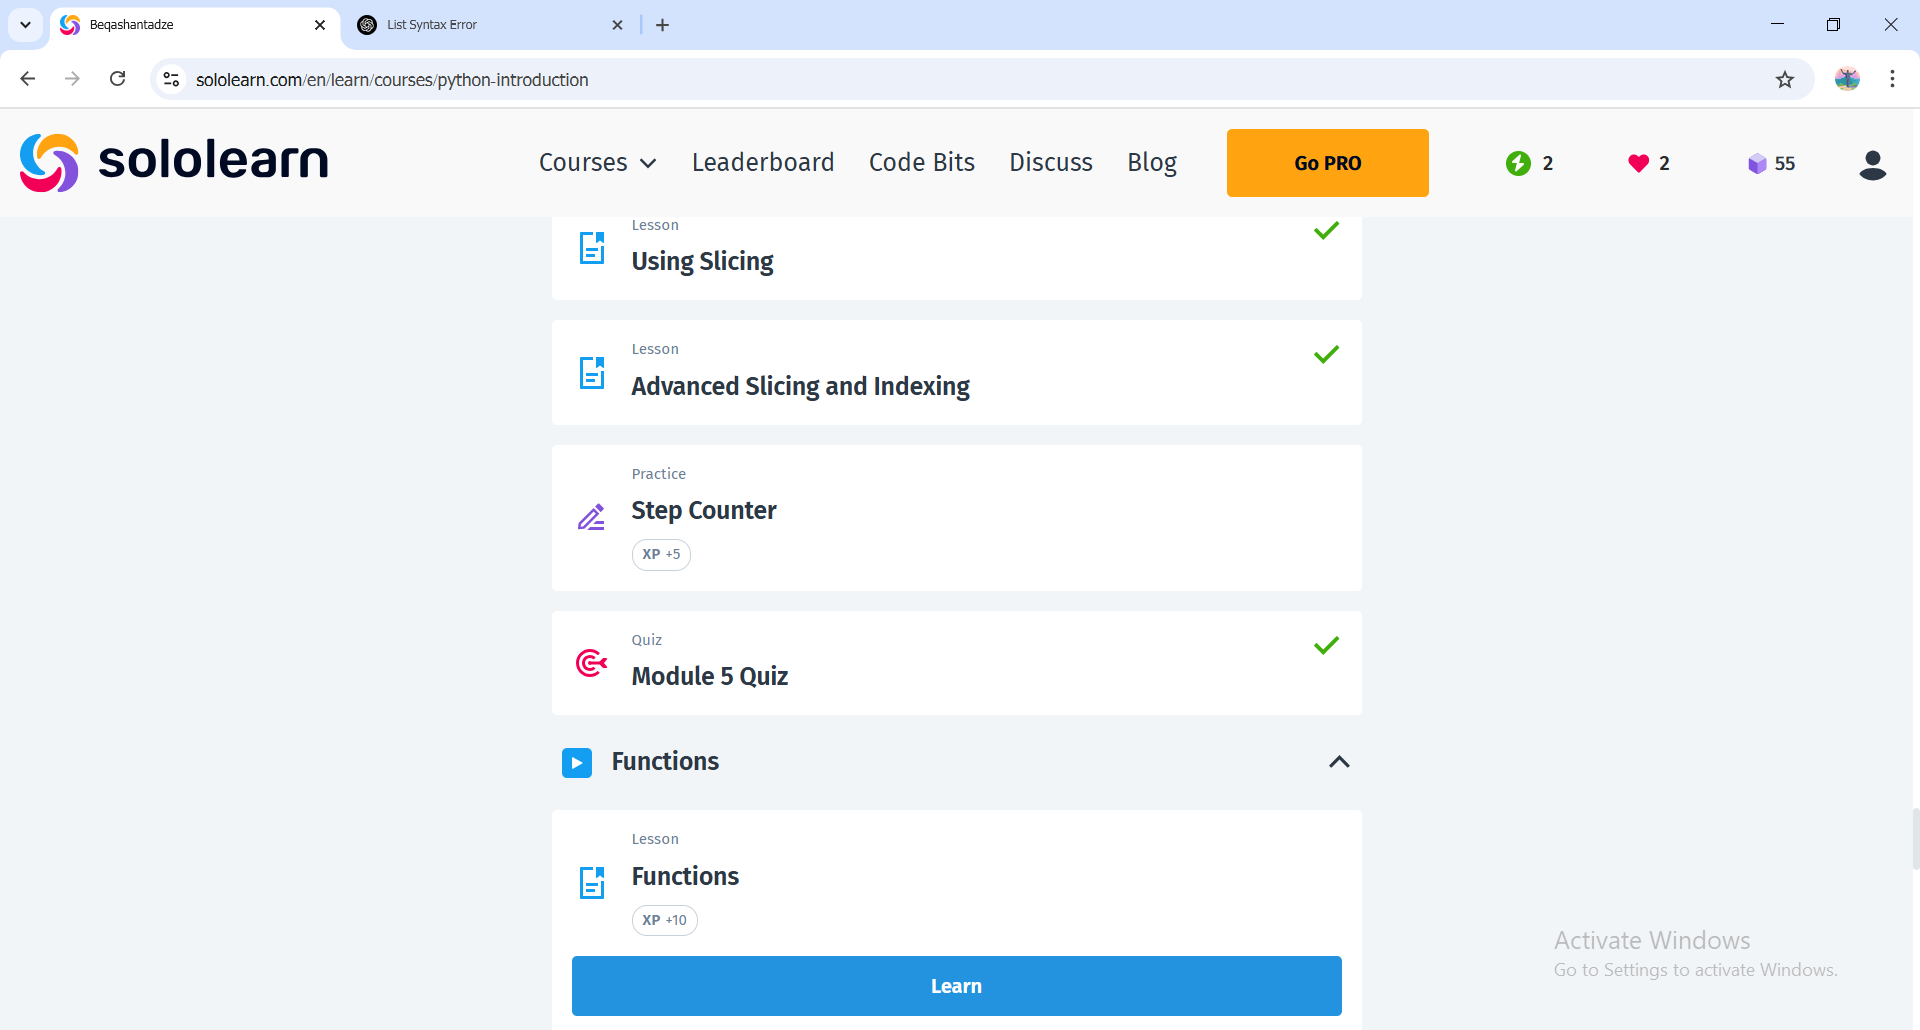 Beqashantadze
List Syntax Error
sololearn.com/en/learn/courses/python-introduction
sololearn
Courses
Leaderboard
Code Bits
Discuss
Blog
Go PRO
2
2
55
Lesson
Using Slicing
Lesson
Advanced Slicing and Indexing
Practice
Step Counter
XP +5
Quiz
Module 5 Quiz
Functions
Lesson
Functions
XP +10
Learn
Activate Windows
Go to Settings to activate Windows.